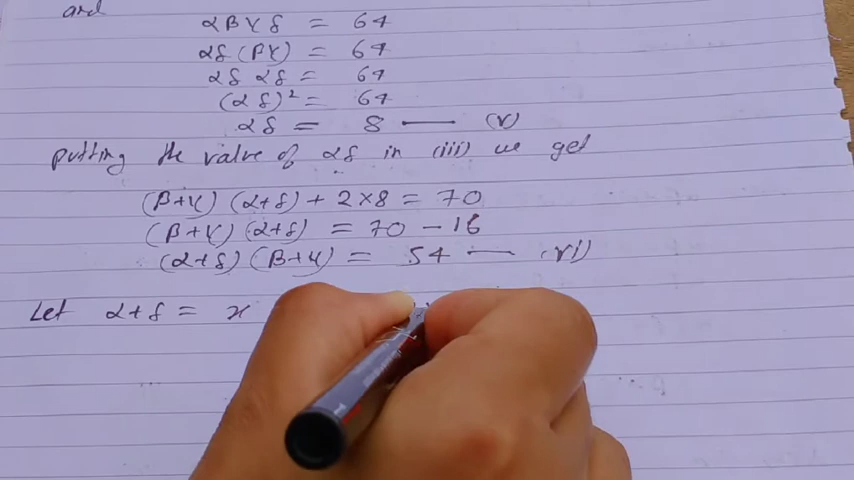 and
αβγδ = 64
αδ (βγ) = 64
αδ αδ = 64
(αδ)² = 64
αδ = 8 —— (v)
putting the value of αδ in (iii) we get
(β+γ) (α+δ) + 2×8 = 70
(β+γ) (α+δ) = 70 - 16
(α+δ) (β+γ) = 54 —— (vi)
Let α+δ = x